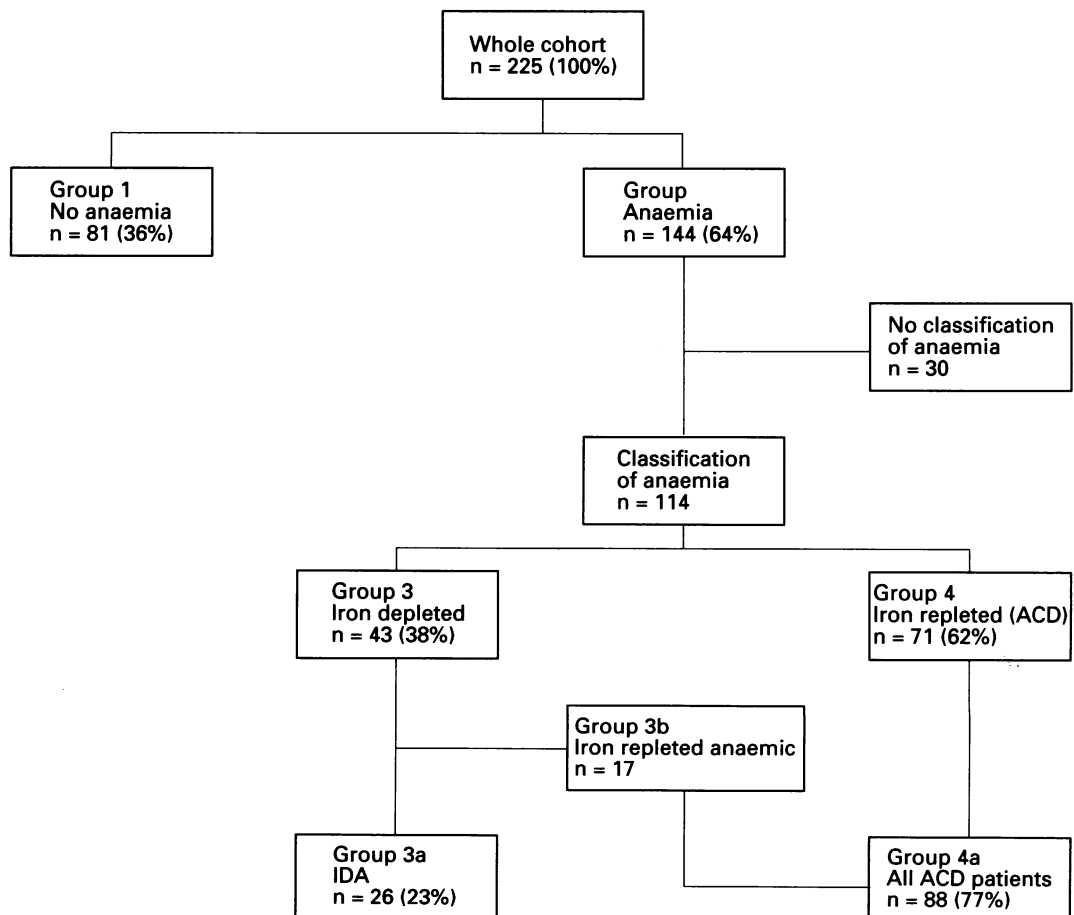 Whole cohort
n = 225 (100%)
Group 1
No anaemia
n = 81 (36%)
Group
Anaemia
n = 144 (64%)
No classification
of anaemia
n = 30
Classification
of anaemia
n = 114
Group 3
Iron depleted
n = 43 (38%)
Group 4
Iron repleted (ACD)
n = 71 (62%)
Group 3b
Iron repleted anaemic
n = 17
Group 3a
IDA
n = 26 (23%)
Group 4a
All ACD patients
n = 88 (77%)